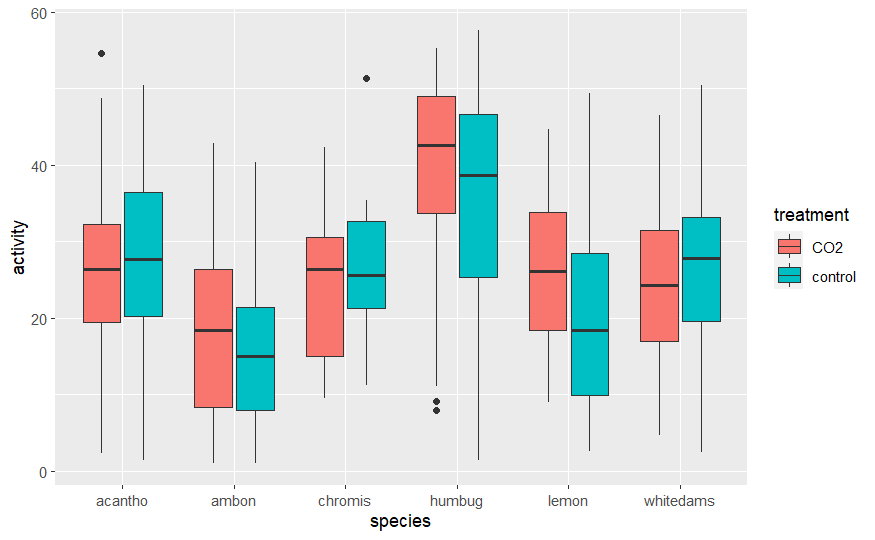 60
40
20
0
activity
acantho ambon chromis humbug lemon whitedams
species
treatment
CO2
control